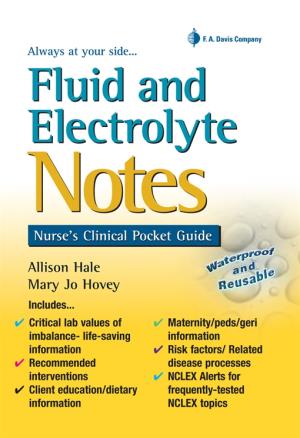 Always at your side...
F. A. Davis Company
Fluid and
Electrolyte
Notes
Nurse's Clinical Pocket Guide
Allison Hale
Mary Jo Hovey
Waterproof
and
Reusable
Includes...
✔ Critical lab values of
imbalance- life-saving
information
✔ Recommended
interventions
✔ Client education/dietary
information
✔ Maternity/peds/geri
information
✔ Risk factors/ Related
disease processes
✔ NCLEX Alerts for
frequently-tested
NCLEX topics